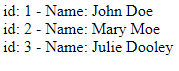 id: 1 - Name: John Doe
id: 2 - Name: Mary Moe
id: 3 - Name: Julie Dooley